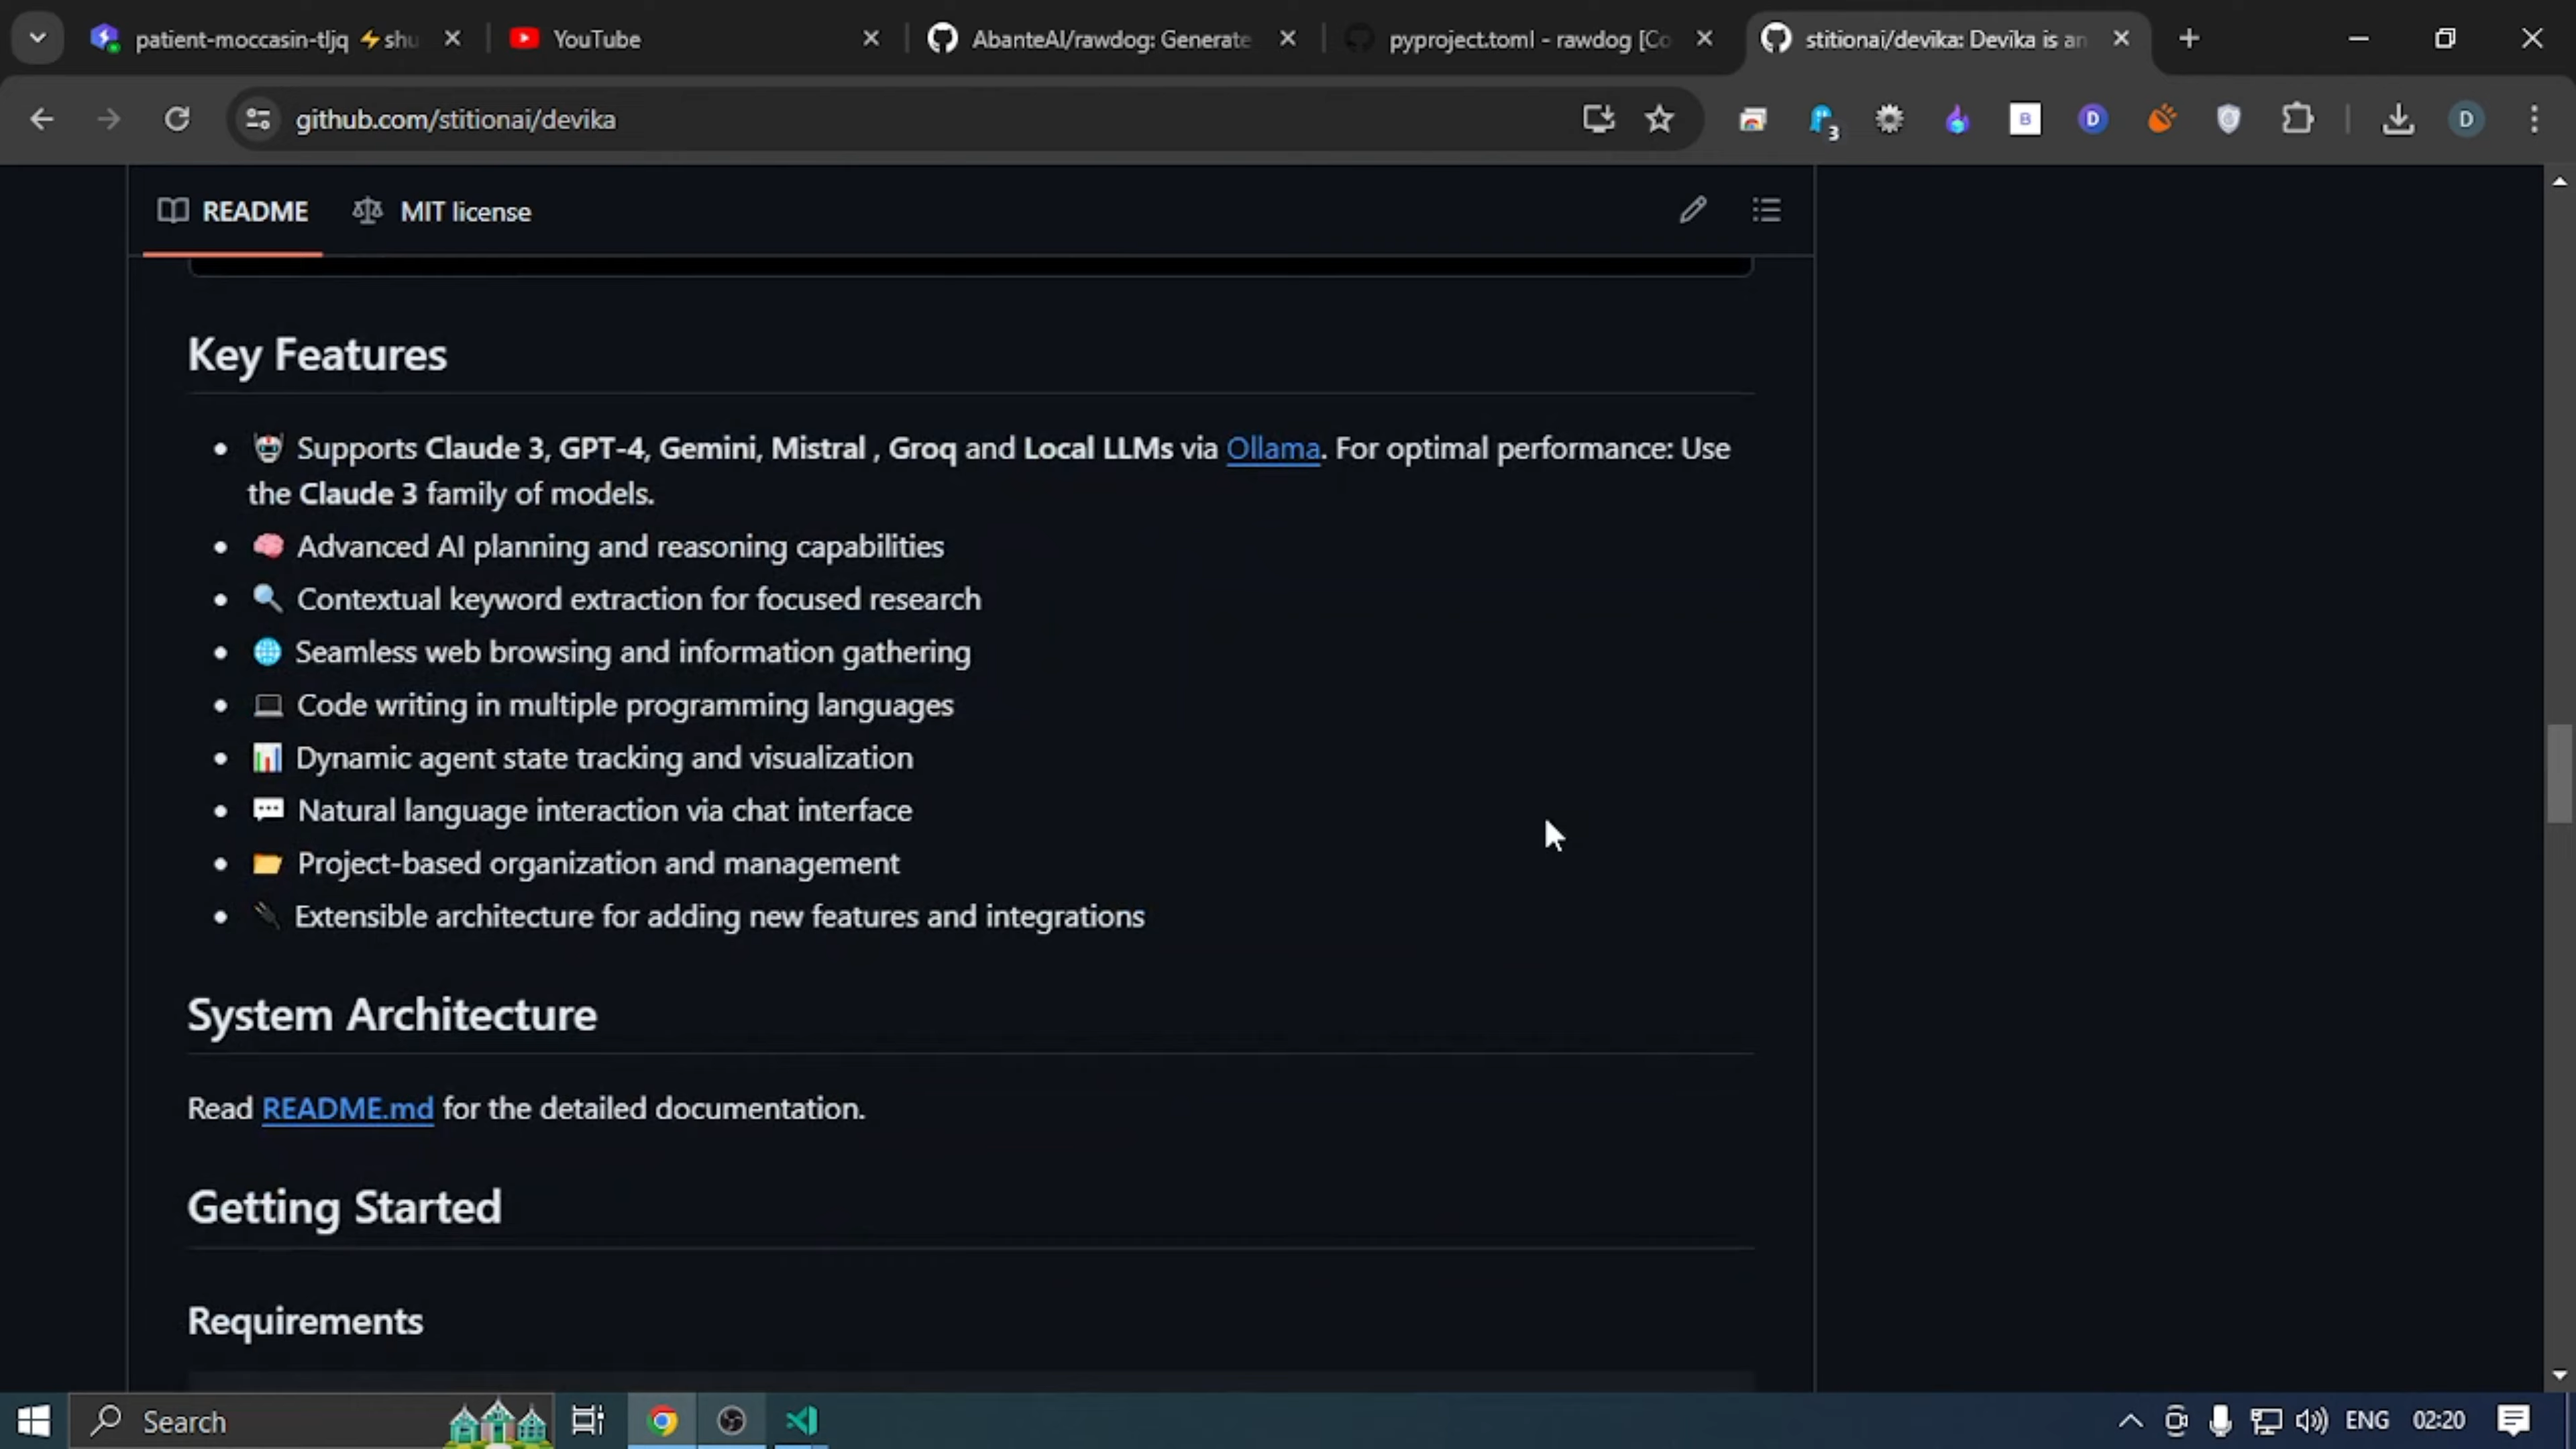 patient-moccasin-tljq ⚡shu
YouTube
AbanteAI/rawdog: Generate
pyproject.toml - rawdog [Co
stitionai/devika: Devika is an
github.com/stitionai/devika
3
B
D
D
README
MIT license
Key Features
Supports Claude 3, GPT-4, Gemini, Mistral , Groq and Local LLMs via Ollama. For optimal performance: Use
the Claude 3 family of models.
Advanced AI planning and reasoning capabilities
Contextual keyword extraction for focused research
Seamless web browsing and information gathering
Code writing in multiple programming languages
Dynamic agent state tracking and visualization
Natural language interaction via chat interface
Project-based organization and management
Extensible architecture for adding new features and integrations
System Architecture
Read README.md for the detailed documentation.
Getting Started
Requirements
Search
ENG
02:20